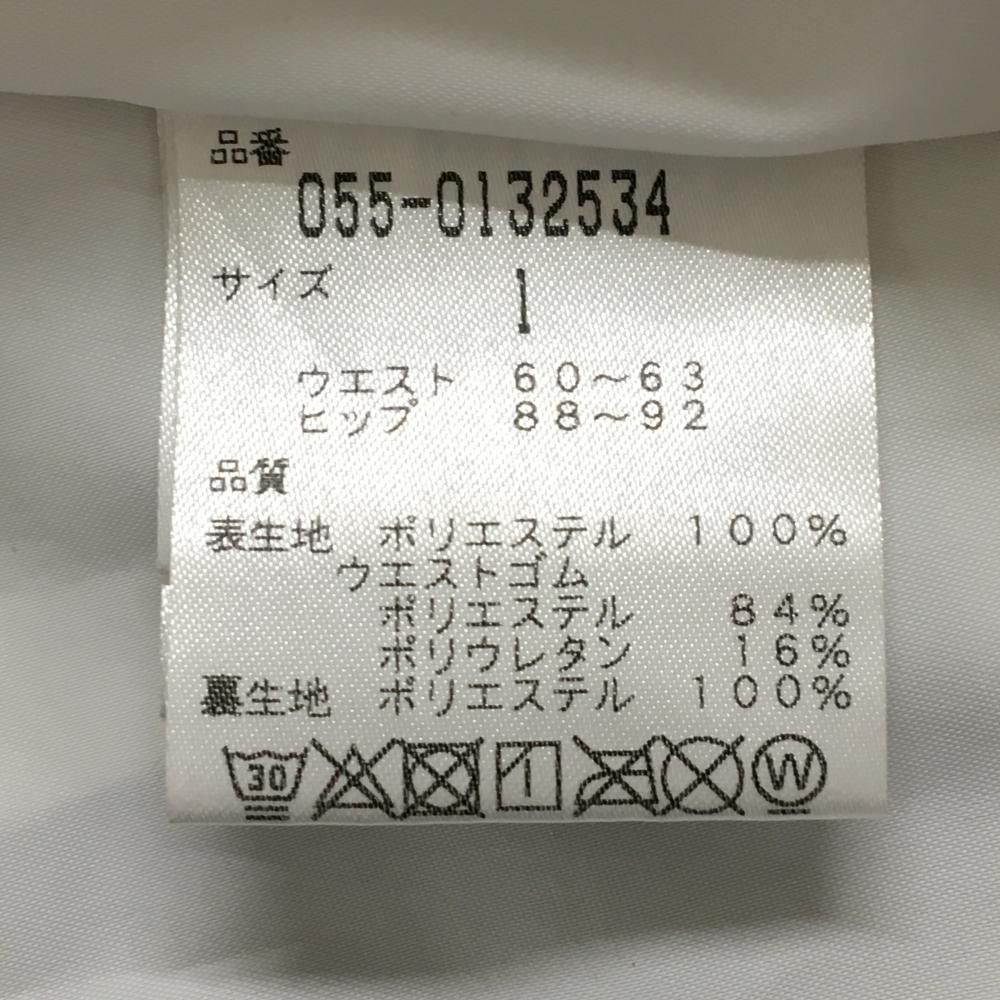 品番
055-0132534
サイズ 1
ウエスト 60～63
ヒップ 88～92
品質
表生地 ポリエステル 100%
ウエストゴム
ポリエステル 84%
ポリウレタン 16%
裏生地 ポリエステル 100%
30 W